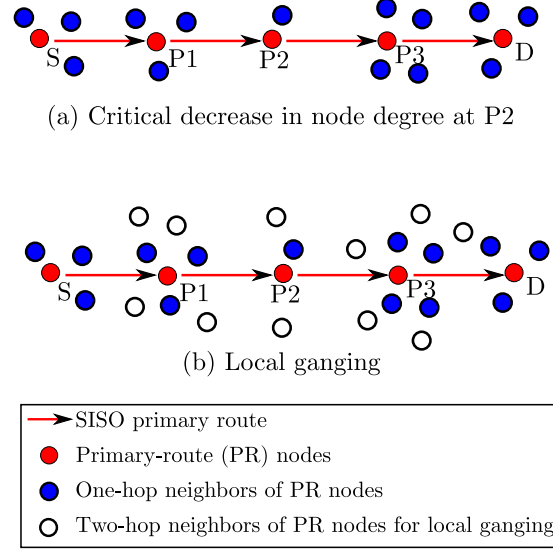 S P1 P2 P3 D
(a) Critical decrease in node degree at P2
S P1 P2 P3 D
(b) Local ganging
SISO primary route
Primary-route (PR) nodes
One-hop neighbors of PR nodes
Two-hop neighbors of PR nodes for local ganging